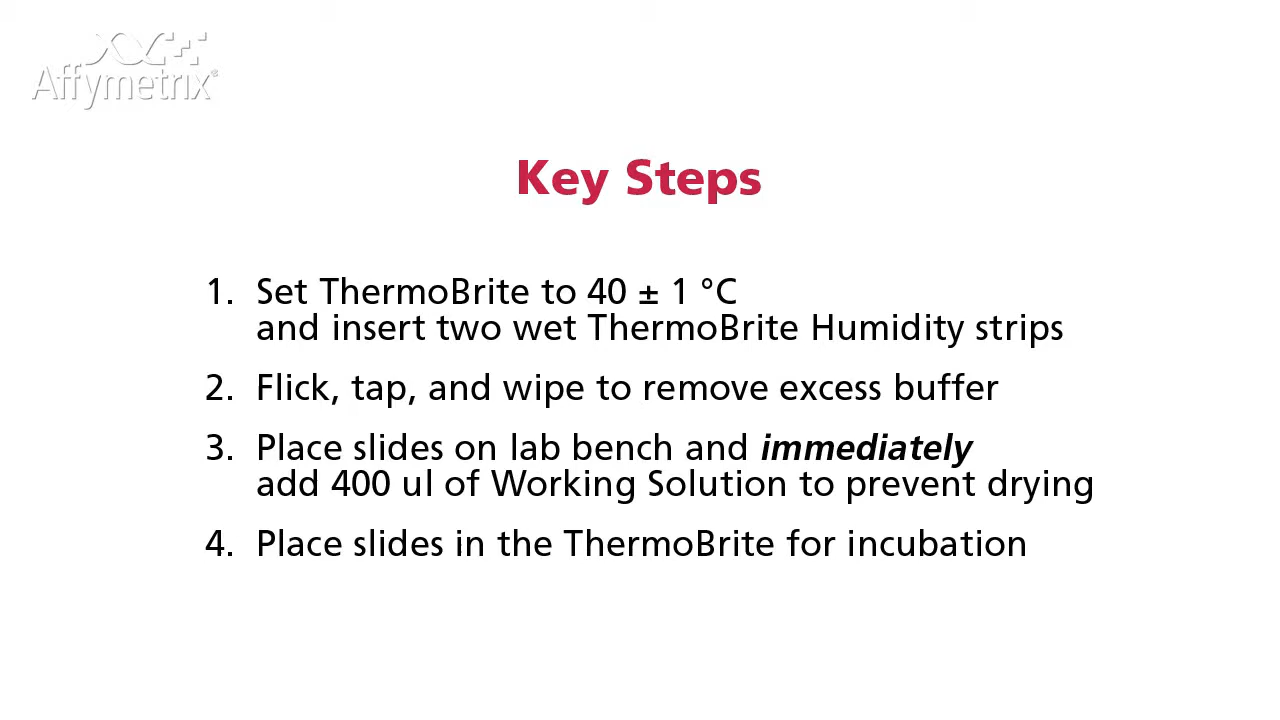 Affymetrix®
Key Steps
1. Set ThermoBrite to 40 ± 1 °C
and insert two wet ThermoBrite Humidity strips
2. Flick, tap, and wipe to remove excess buffer
3. Place slides on lab bench and immediately
add 400 ul of Working Solution to prevent drying
4. Place slides in the ThermoBrite for incubation